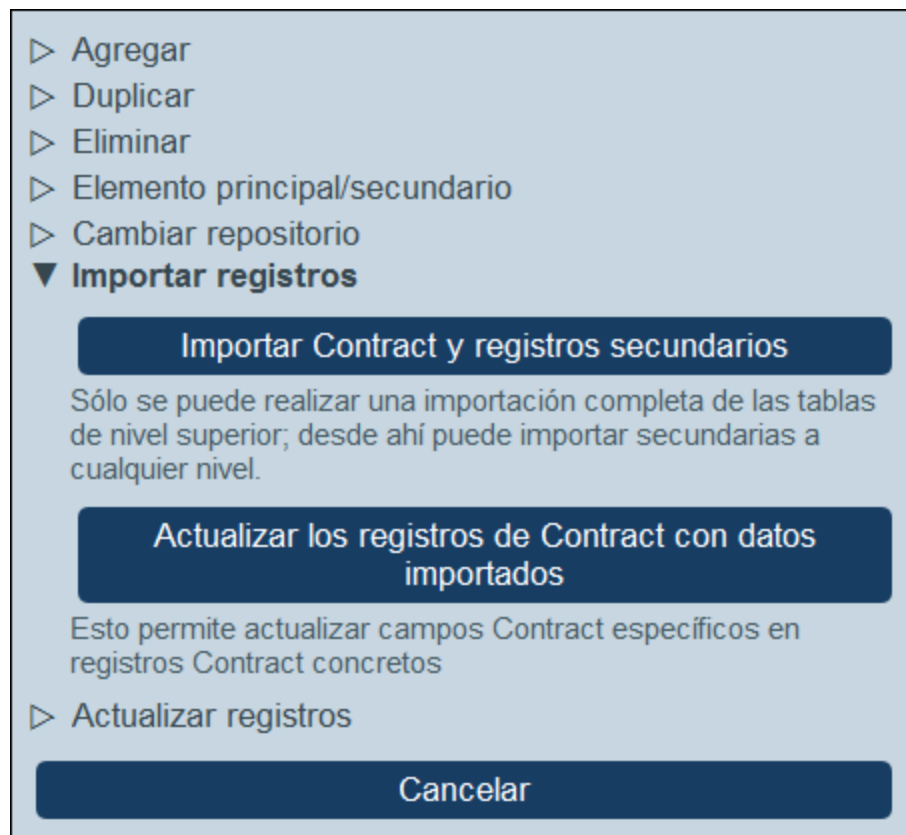 Agregar
Duplicar
Eliminar
Elemento principal/secundario
Cambiar repositorio
Importar registros
Importar Contract y registros secundarios
Sólo se puede realizar una importación completa de las tablas
de nivel superior; desde ahí puede importar secundarias a
cualquier nivel.
Actualizar los registros de Contract con datos
importados
Esto permite actualizar campos Contract específicos en
registros Contract concretos
Actualizar registros
Cancelar